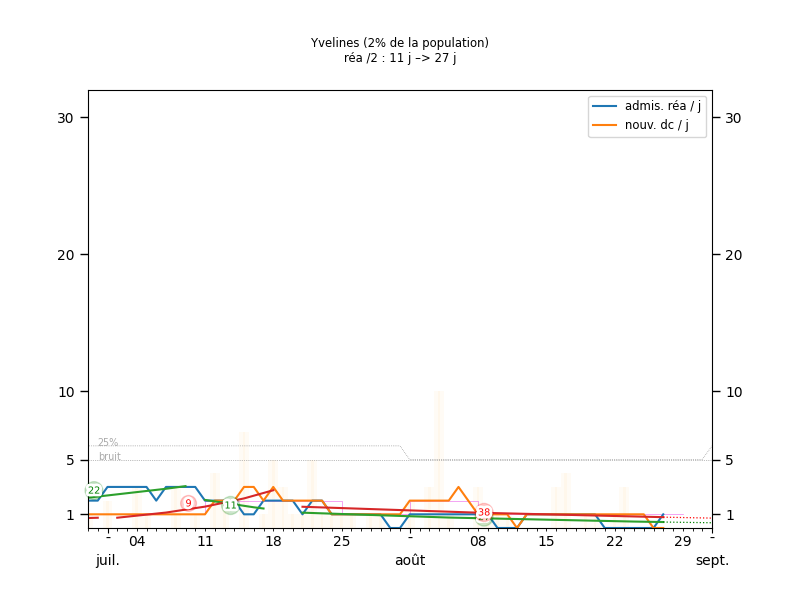 Yvelines (2% de la population)
réa /2 : 11 j –> 27 j
admis. réa / j
nouv. dc / j
30
30
20
20
10
10
25%
bruit
5
5
22
9
11
38
1
1
- 04 11 18 25 - 08 15 22 29 -
juil. août sept.